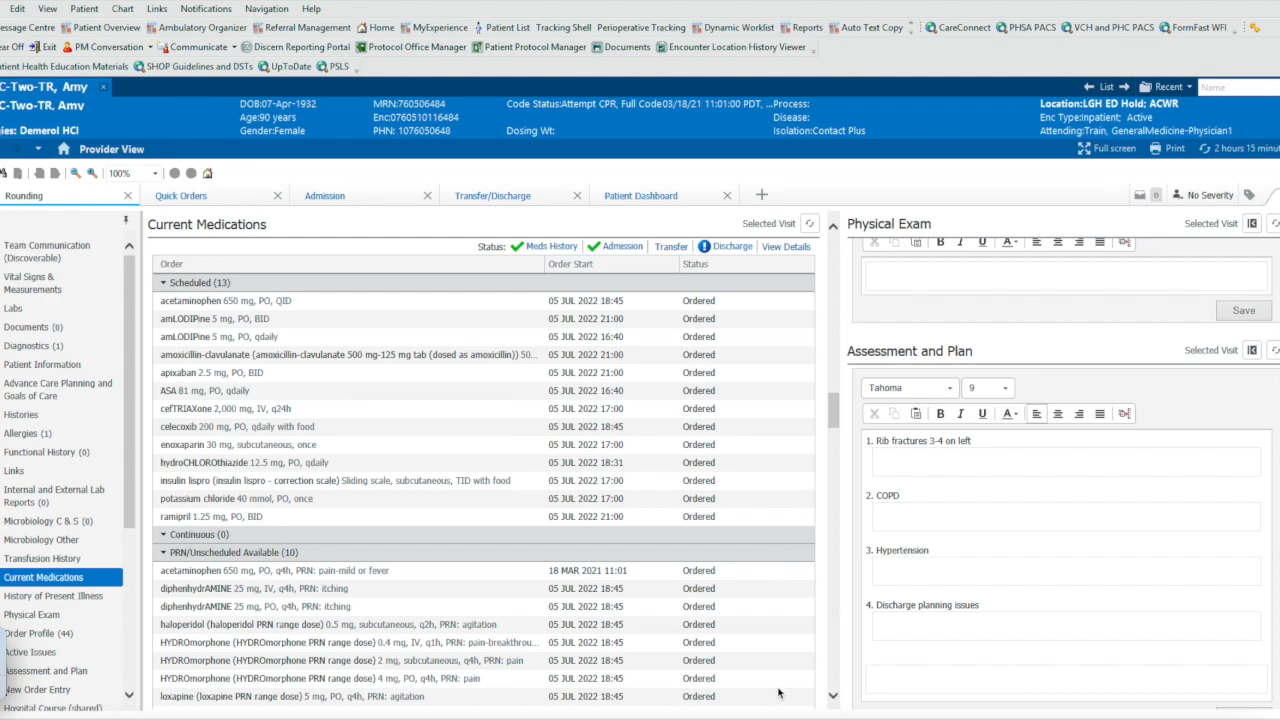 Edit View Patient Chart Links Notifications Navigation Help
essage Centre Patient Overview Ambulatory Organizer Referral Management Home MyExperience Patient List Tracking Shell Perioperative Tracking Dynamic Worklist Reports Auto Text Copy CareConnect PHSA PACS VCH and PHC PACS FormFast WFI
ear Off Exit PM Conversation Communicate Discern Reporting Portal Protocol Office Manager Patient Protocol Manager Documents Encounter Location History Viewer
atient Health Education Materials SHOP Guidelines and DSTs UpToDate PSLS
C-Two-TR, Amy List Recent Name
C-Two-TR, Amy DOB:07-Apr-1932 MRN:760506484 Code Status:Attempt CPR, Full Code03/18/21 11:01:00 PDT, ... Process: Location:LGH ED Hold; ACWR
Age:90 years Enc:0760510116484 Disease: Enc Type:Inpatient; Active
gies: Demerol HCl Gender:Female PHN: 1076050648 Dosing Wt: Isolation:Contact Plus Attending:Train, GeneralMedicine-Physician1
Provider View Full screen Print 2 hours 15 minut
100%
Rounding Quick Orders Admission Transfer/Discharge Patient Dashboard 0 No Severity
Current Medications Selected Visit
Status: Meds History Admission Transfer Discharge View Details
Order Order Start Status
Scheduled (13)
acetaminophen 650 mg, PO, QID 05 JUL 2022 18:45 Ordered
amLODIPine 5 mg, PO, BID 05 JUL 2022 21:00 Ordered
amLODIPine 5 mg, PO, qdaily 05 JUL 2022 16:40 Ordered
amoxicillin-clavulanate (amoxicillin-clavulanate 500 mg-125 mg tab (dosed as amoxicillin)) 50... 05 JUL 2022 21:00 Ordered
apixaban 2.5 mg, PO, BID 05 JUL 2022 21:00 Ordered
ASA 81 mg, PO, qdaily 05 JUL 2022 16:40 Ordered
cefTRIAXone 2,000 mg, IV, q24h 05 JUL 2022 17:00 Ordered
celecoxib 200 mg, PO, qdaily with food 05 JUL 2022 18:45 Ordered
enoxaparin 30 mg, subcutaneous, once 05 JUL 2022 17:00 Ordered
hydroCHLOROthiazide 12.5 mg, PO, qdaily 05 JUL 2022 18:31 Ordered
insulin lispro (insulin lispro - correction scale) Sliding scale, subcutaneous, TID with food 05 JUL 2022 17:00 Ordered
potassium chloride 40 mmol, PO, once 05 JUL 2022 17:00 Ordered
ramipril 1.25 mg, PO, BID 05 JUL 2022 21:00 Ordered
Continuous (0)
PRN/Unscheduled Available (10)
acetaminophen 650 mg, PO, q4h, PRN: pain-mild or fever 18 MAR 2021 11:01 Ordered
diphenhydrAMINE 25 mg, IV, q4h, PRN: itching 05 JUL 2022 18:45 Ordered
diphenhydrAMINE 25 mg, PO, q4h, PRN: itching 05 JUL 2022 18:45 Ordered
haloperidol (haloperidol PRN range dose) 0.5 mg, subcutaneous, q2h, PRN: agitation 05 JUL 2022 18:45 Ordered
HYDROmorphone (HYDROmorphone PRN range dose) 0.4 mg, IV, q1h, PRN: pain-breakthrou... 05 JUL 2022 18:45 Ordered
HYDROmorphone (HYDROmorphone PRN range dose) 2 mg, subcutaneous, q4h, PRN: pain 05 JUL 2022 18:45 Ordered
HYDROmorphone (HYDROmorphone PRN range dose) 4 mg, PO, q4h, PRN: pain 05 JUL 2022 18:45 Ordered
loxapine (loxapine PRN range dose) 5 mg, PO, q4h, PRN: agitation 05 JUL 2022 18:45 Ordered
Team Communication
(Discoverable)
Vital Signs &
Measurements
Labs
Documents (0)
Diagnostics (1)
Patient Information
Advance Care Planning and
Goals of Care
Histories
Allergies (1)
Functional History (0)
Links
Internal and External Lab
Reports (0)
Microbiology C & S (0)
Microbiology Other
Transfusion History
Current Medications
History of Present Illness
Physical Exam
Order Profile (44)
Active Issues
Assessment and Plan
New Order Entry
Hospital Course (shared)
Physical Exam Selected Visit
B I U A
Save
Assessment and Plan Selected Visit
Tahoma 9
B I U A
1. Rib fractures 3-4 on left
2. COPD
3. Hypertension
4. Discharge planning issues